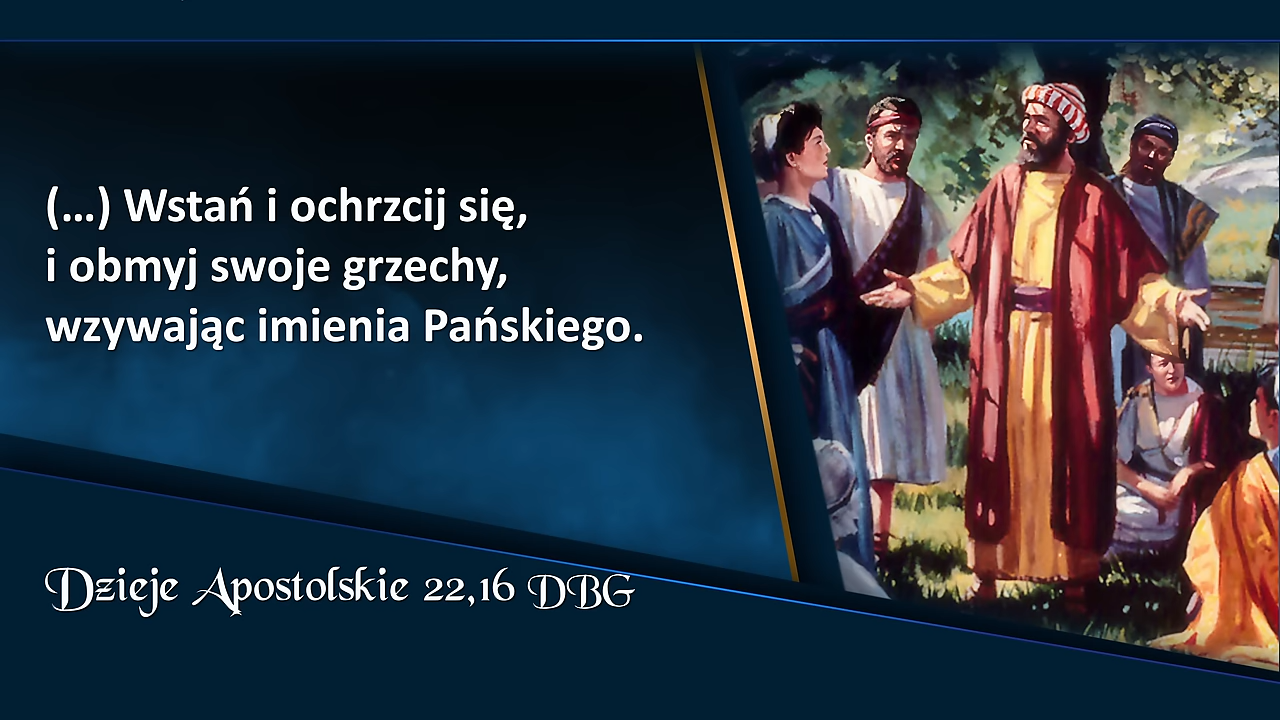 (...) Wstań i ochrzcij się,
i obmyj swoje grzechy,
wzywając imienia Pańskiego.
Dzieje Apostolskie 22,16 DBG